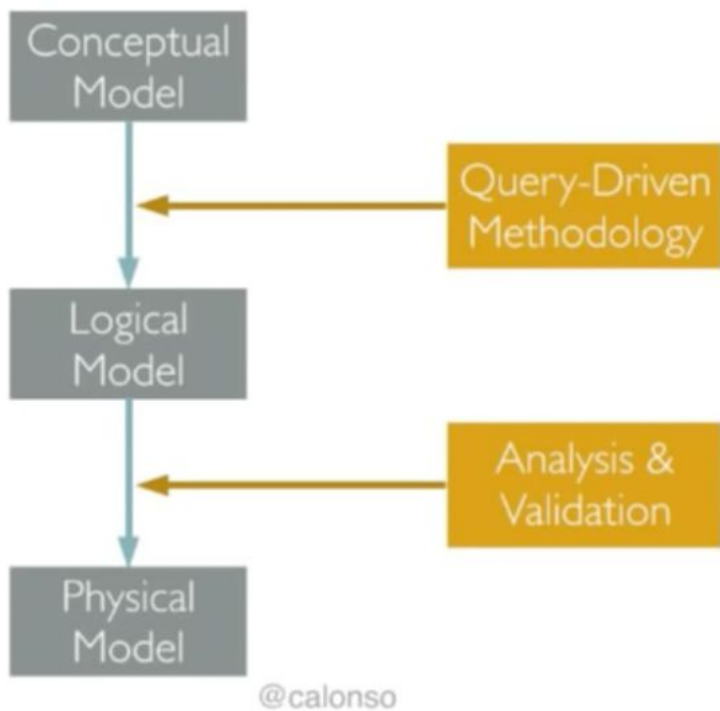 Conceptual
Model
Query-Driven
Methodology
Logical
Model
Analysis &
Validation
Physical
Model
@calonso